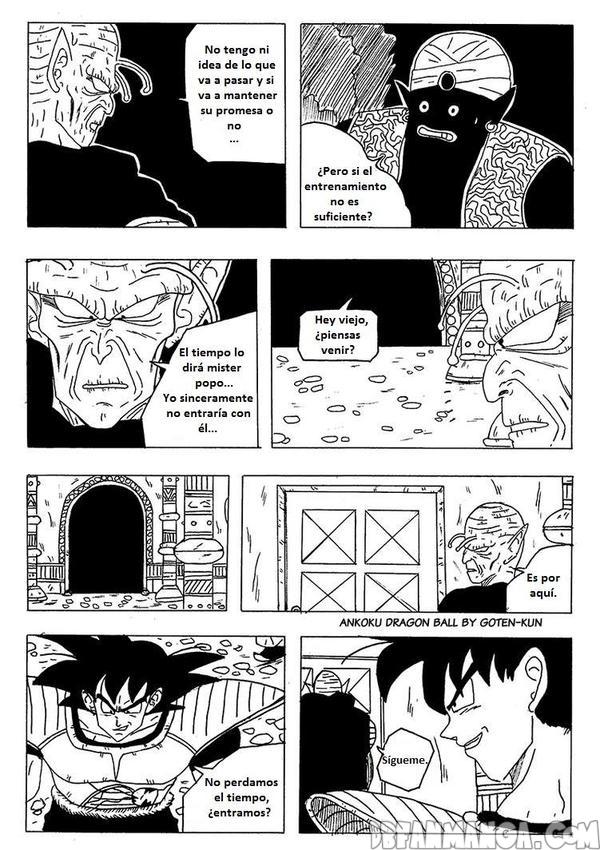 No tengo ni
idea de lo que
va a pasar y si
va a mantener
su promesa o
no
...
¿Pero si el
entrenamiento
no es
suficiente?
El tiempo lo
dirá mister
popo...
Yo sinceramente
no entraría con
él...
Hey viejo,
¿piensas
venir?
Es por
aquí.
ANKOKU DRAGON BALL BY GOTEN-KUN
No perdamos
el tiempo,
¿entramos?
Sígueme.
DBFANMANGA.COM